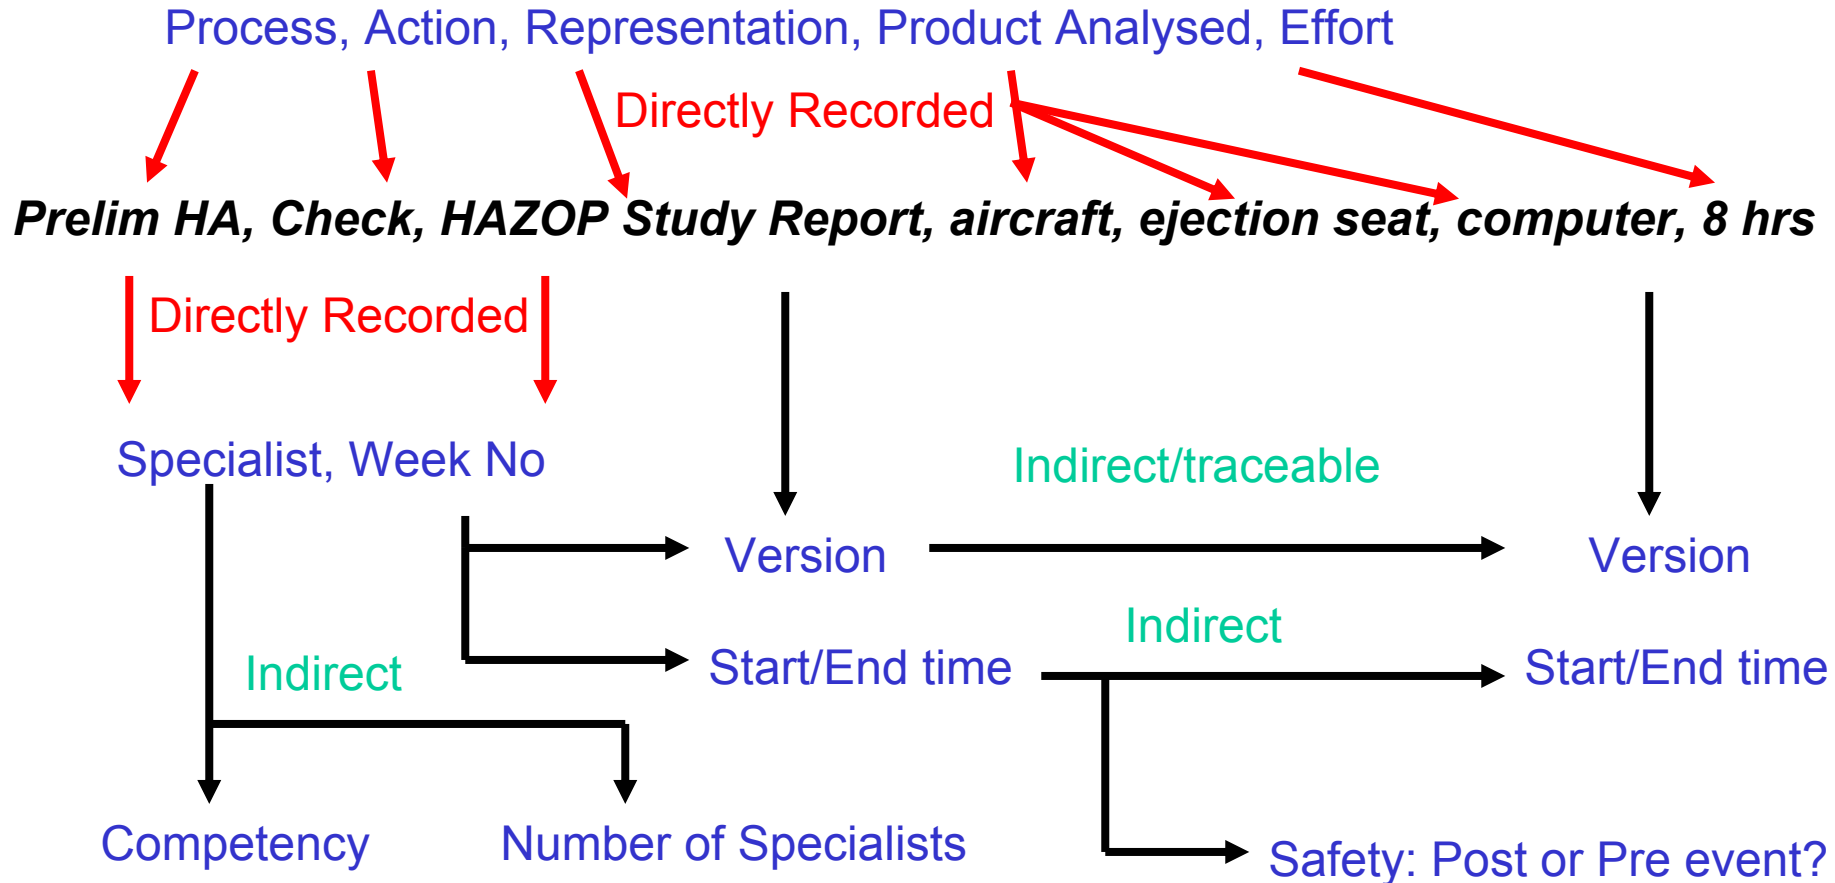 Process, Action, Representation, Product Analysed, Effort
Directly Recorded
Prelim HA, Check, HAZOP Study Report, aircraft, ejection seat, computer, 8 hrs
Directly Recorded
Specialist, Week No
Indirect/traceable
Version
Version
Indirect
Start/End time
Start/End time
Indirect
Competency
Number of Specialists
Safety: Post or Pre event?